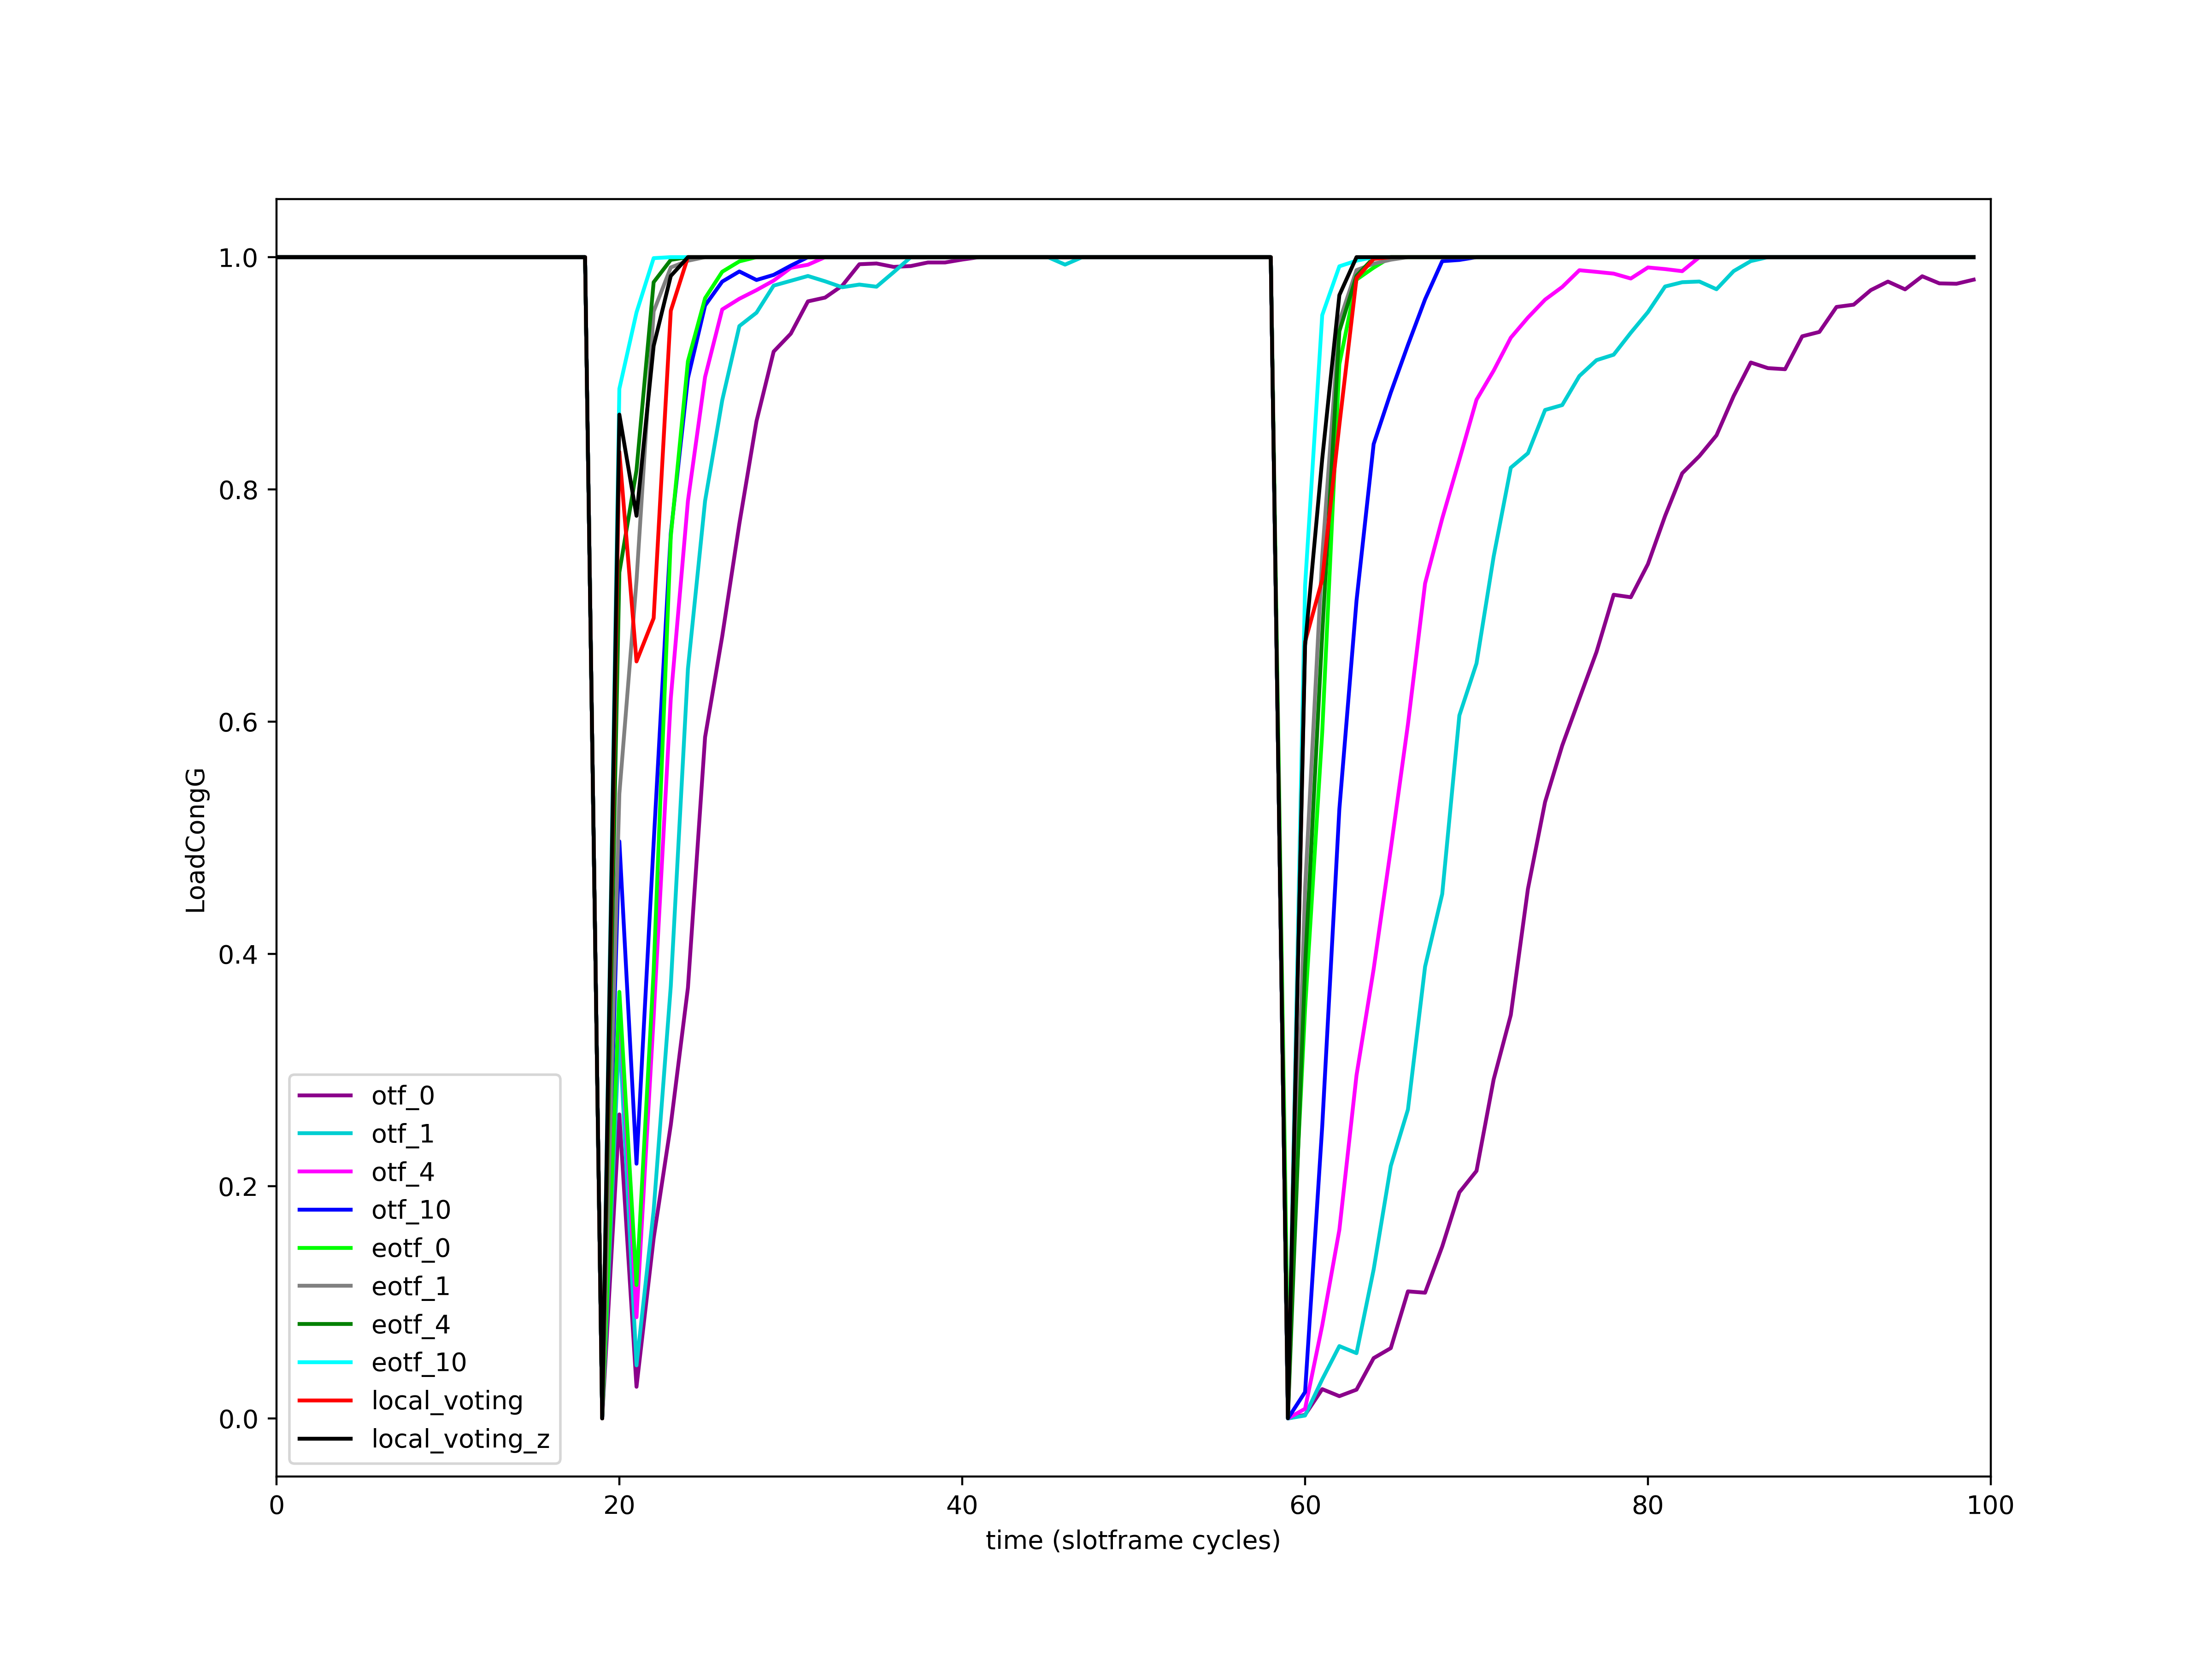 1.0
0.8
0.6
0.4
0.2
0.0
LoadCongG
otf_0
otf_1
otf_4
otf_10
eotf_0
eotf_1
eotf_4
eotf_10
local_voting
local_voting_z
0 20 40 60 80 100
time (slotframe cycles)